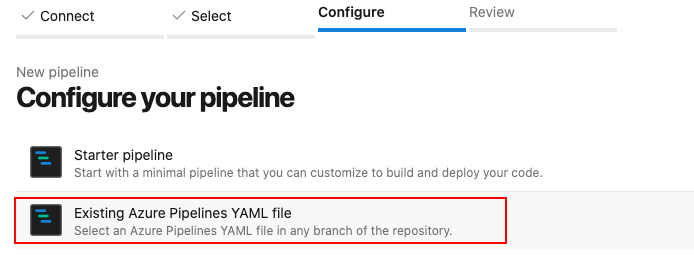 Connect
Select
Configure
Review
New pipeline
Configure your pipeline
Starter pipeline
Start with a minimal pipeline that you can customize to build and deploy your code.
Existing Azure Pipelines YAML file
Select an Azure Pipelines YAML file in any branch of the repository.